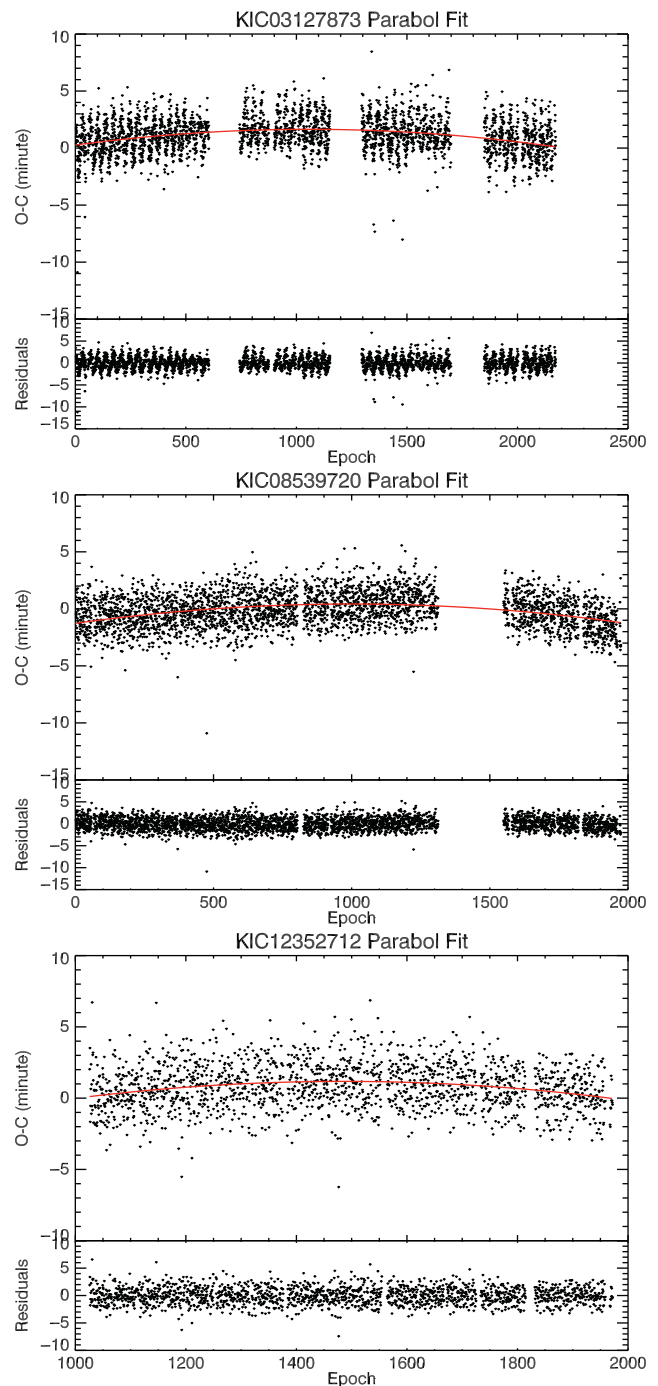 KIC03127873 Parabol Fit
10
5
0
−5
−10
−15
O-C (minute)
10
5
0
−5
−10
−15
Residuals
0 500 1000 1500 2000 2500
Epoch
KIC08539720 Parabol Fit
10
5
0
−5
−10
−15
O-C (minute)
10
5
0
−5
−10
−15
Residuals
0 500 1000 1500 2000
Epoch
KIC12352712 Parabol Fit
10
5
0
−5
−10
O-C (minute)
10
5
0
−5
−10
Residuals
1000 1200 1400 1600 1800 2000
Epoch